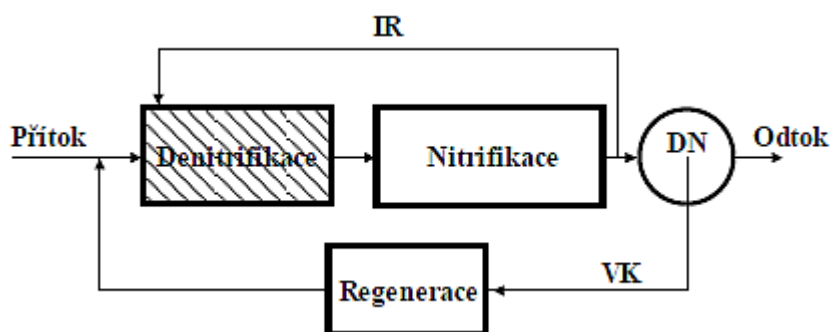 IR
Přítok
Denitrifikace
Nitrifikace
DN
Odtok
VK
Regenerace